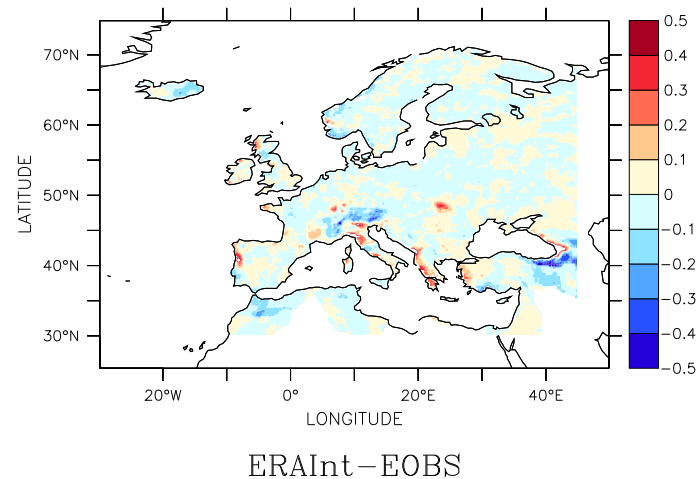 0.5
70°N
0.4
0.3
60°N
0.2
0.1
LATITUDE
50°N
0
−0.1
40°N
−0.2
−0.3
30°N
−0.4
−0.5
20°W 0° 20°E 40°E
LONGITUDE
ERAInt−EOBS